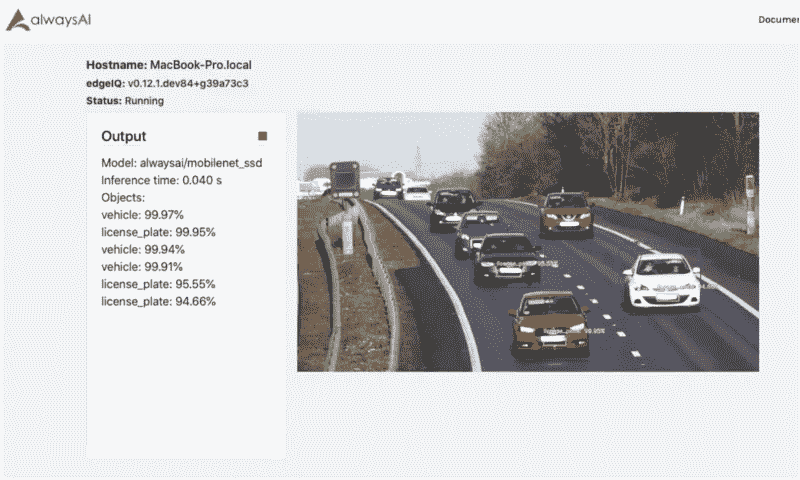 alwaysAI
Documen
Hostname: MacBook-Pro.local
edgeIQ: v0.12.1.dev84+g39a73c3
Status: Running
Output
Model: alwaysai/mobilenet_ssd
Inference time: 0.040 s
Objects:
vehicle: 99.97%
license_plate: 99.95%
vehicle: 99.94%
vehicle: 99.91%
license_plate: 95.55%
license_plate: 94.66%